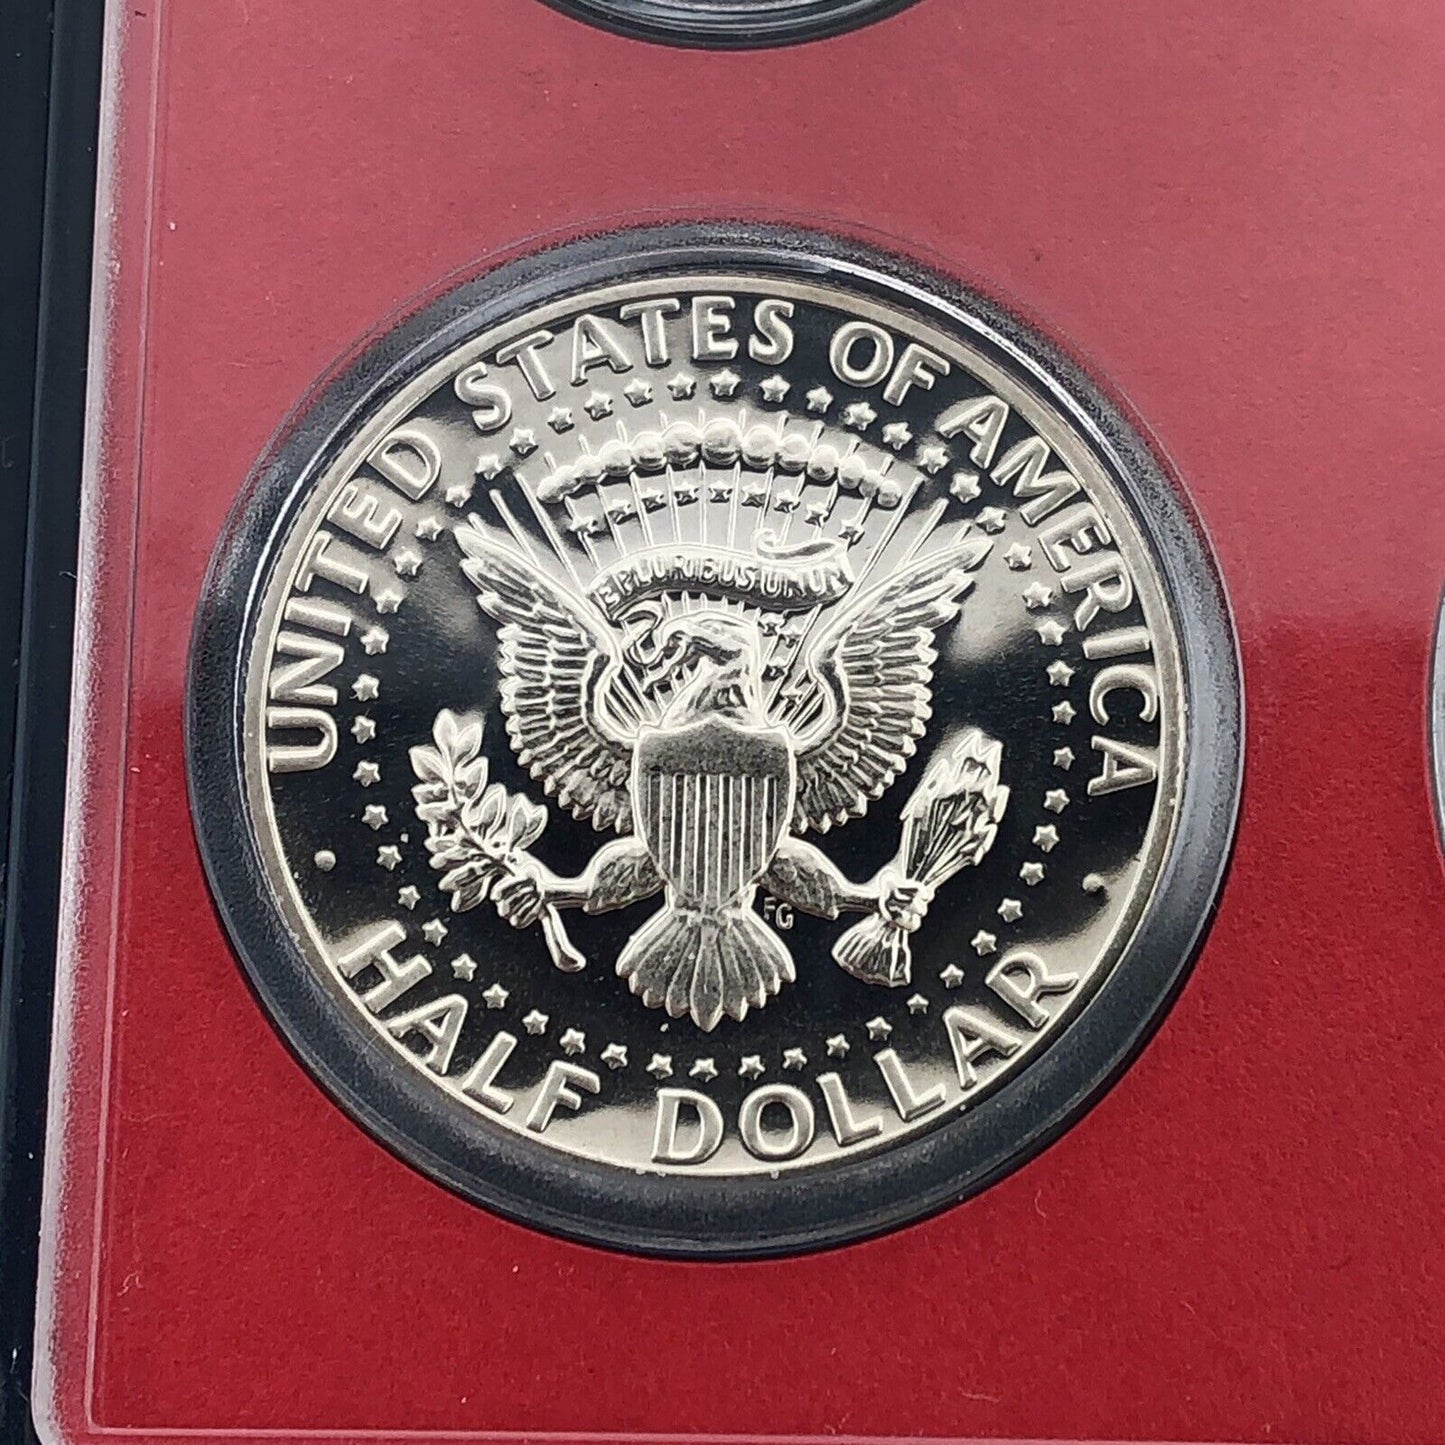 UNITED STATES OF AMERICA
E PLURIBUS UNUM
FG
HALF DOLLAR